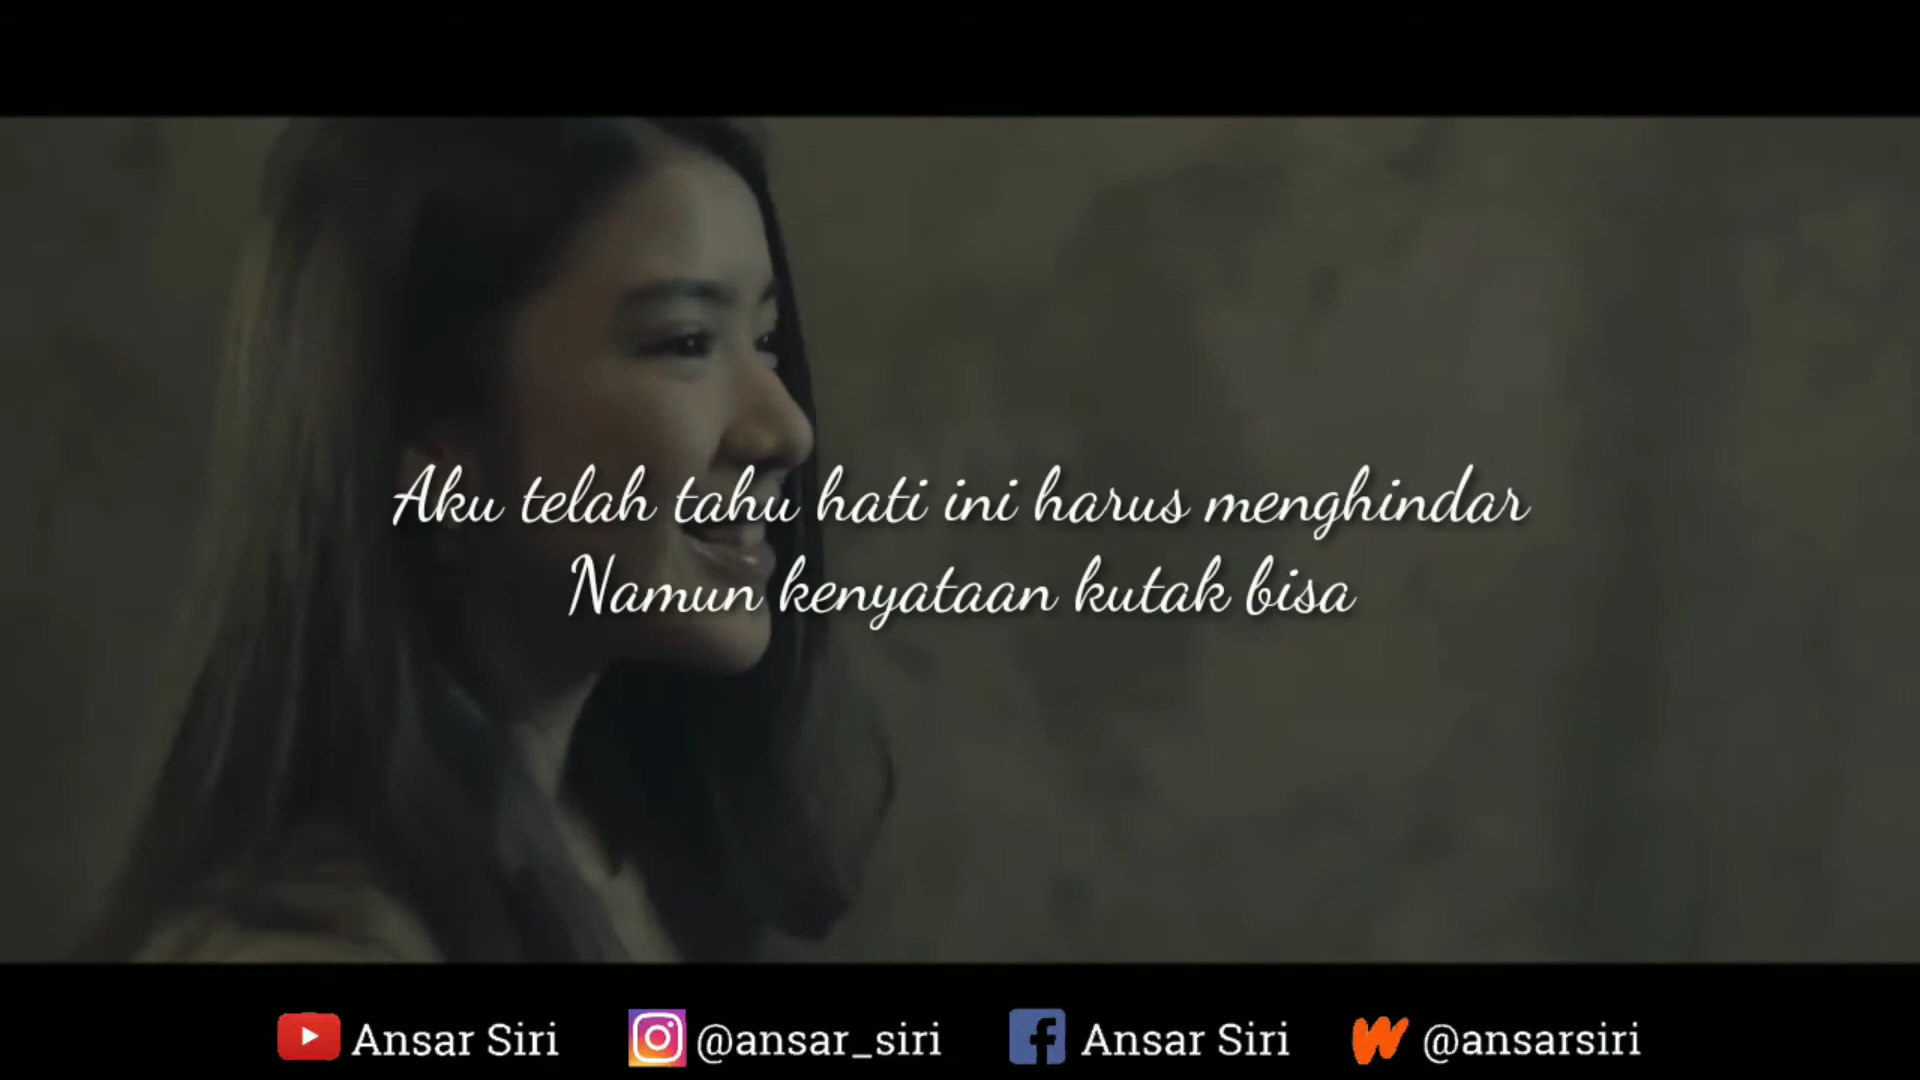 Aku telah tahu hati ini harus menghindar
Namun kenyataan kutak bisa
Ansar Siri @ansar_siri Ansar Siri @ansarsiri